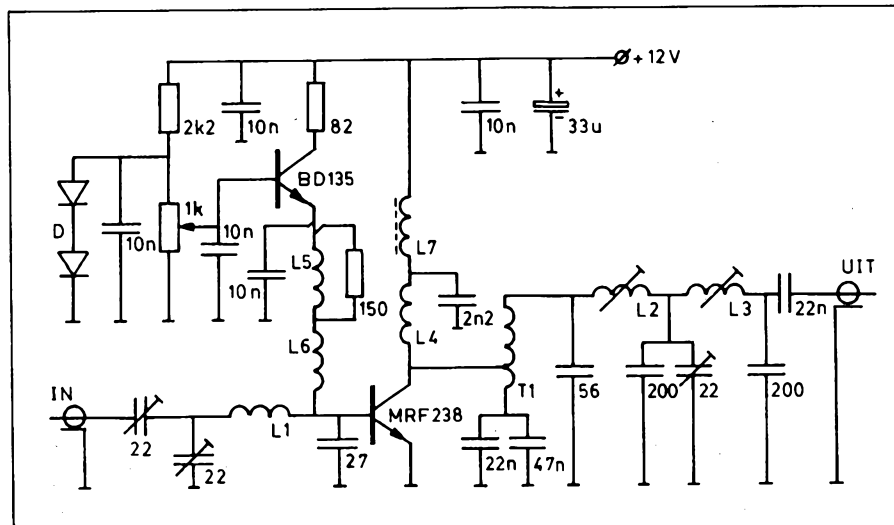 +12V
2k2
10n
82
10n
+
-
33u
BD135
D
10n
1k
10n
L5
L7
10n
150
2n2
UIT
L2
L3
22n
L6
L4
IN
T1
56
200
22
200
L1
MRF238
22
22
27
22n
47n